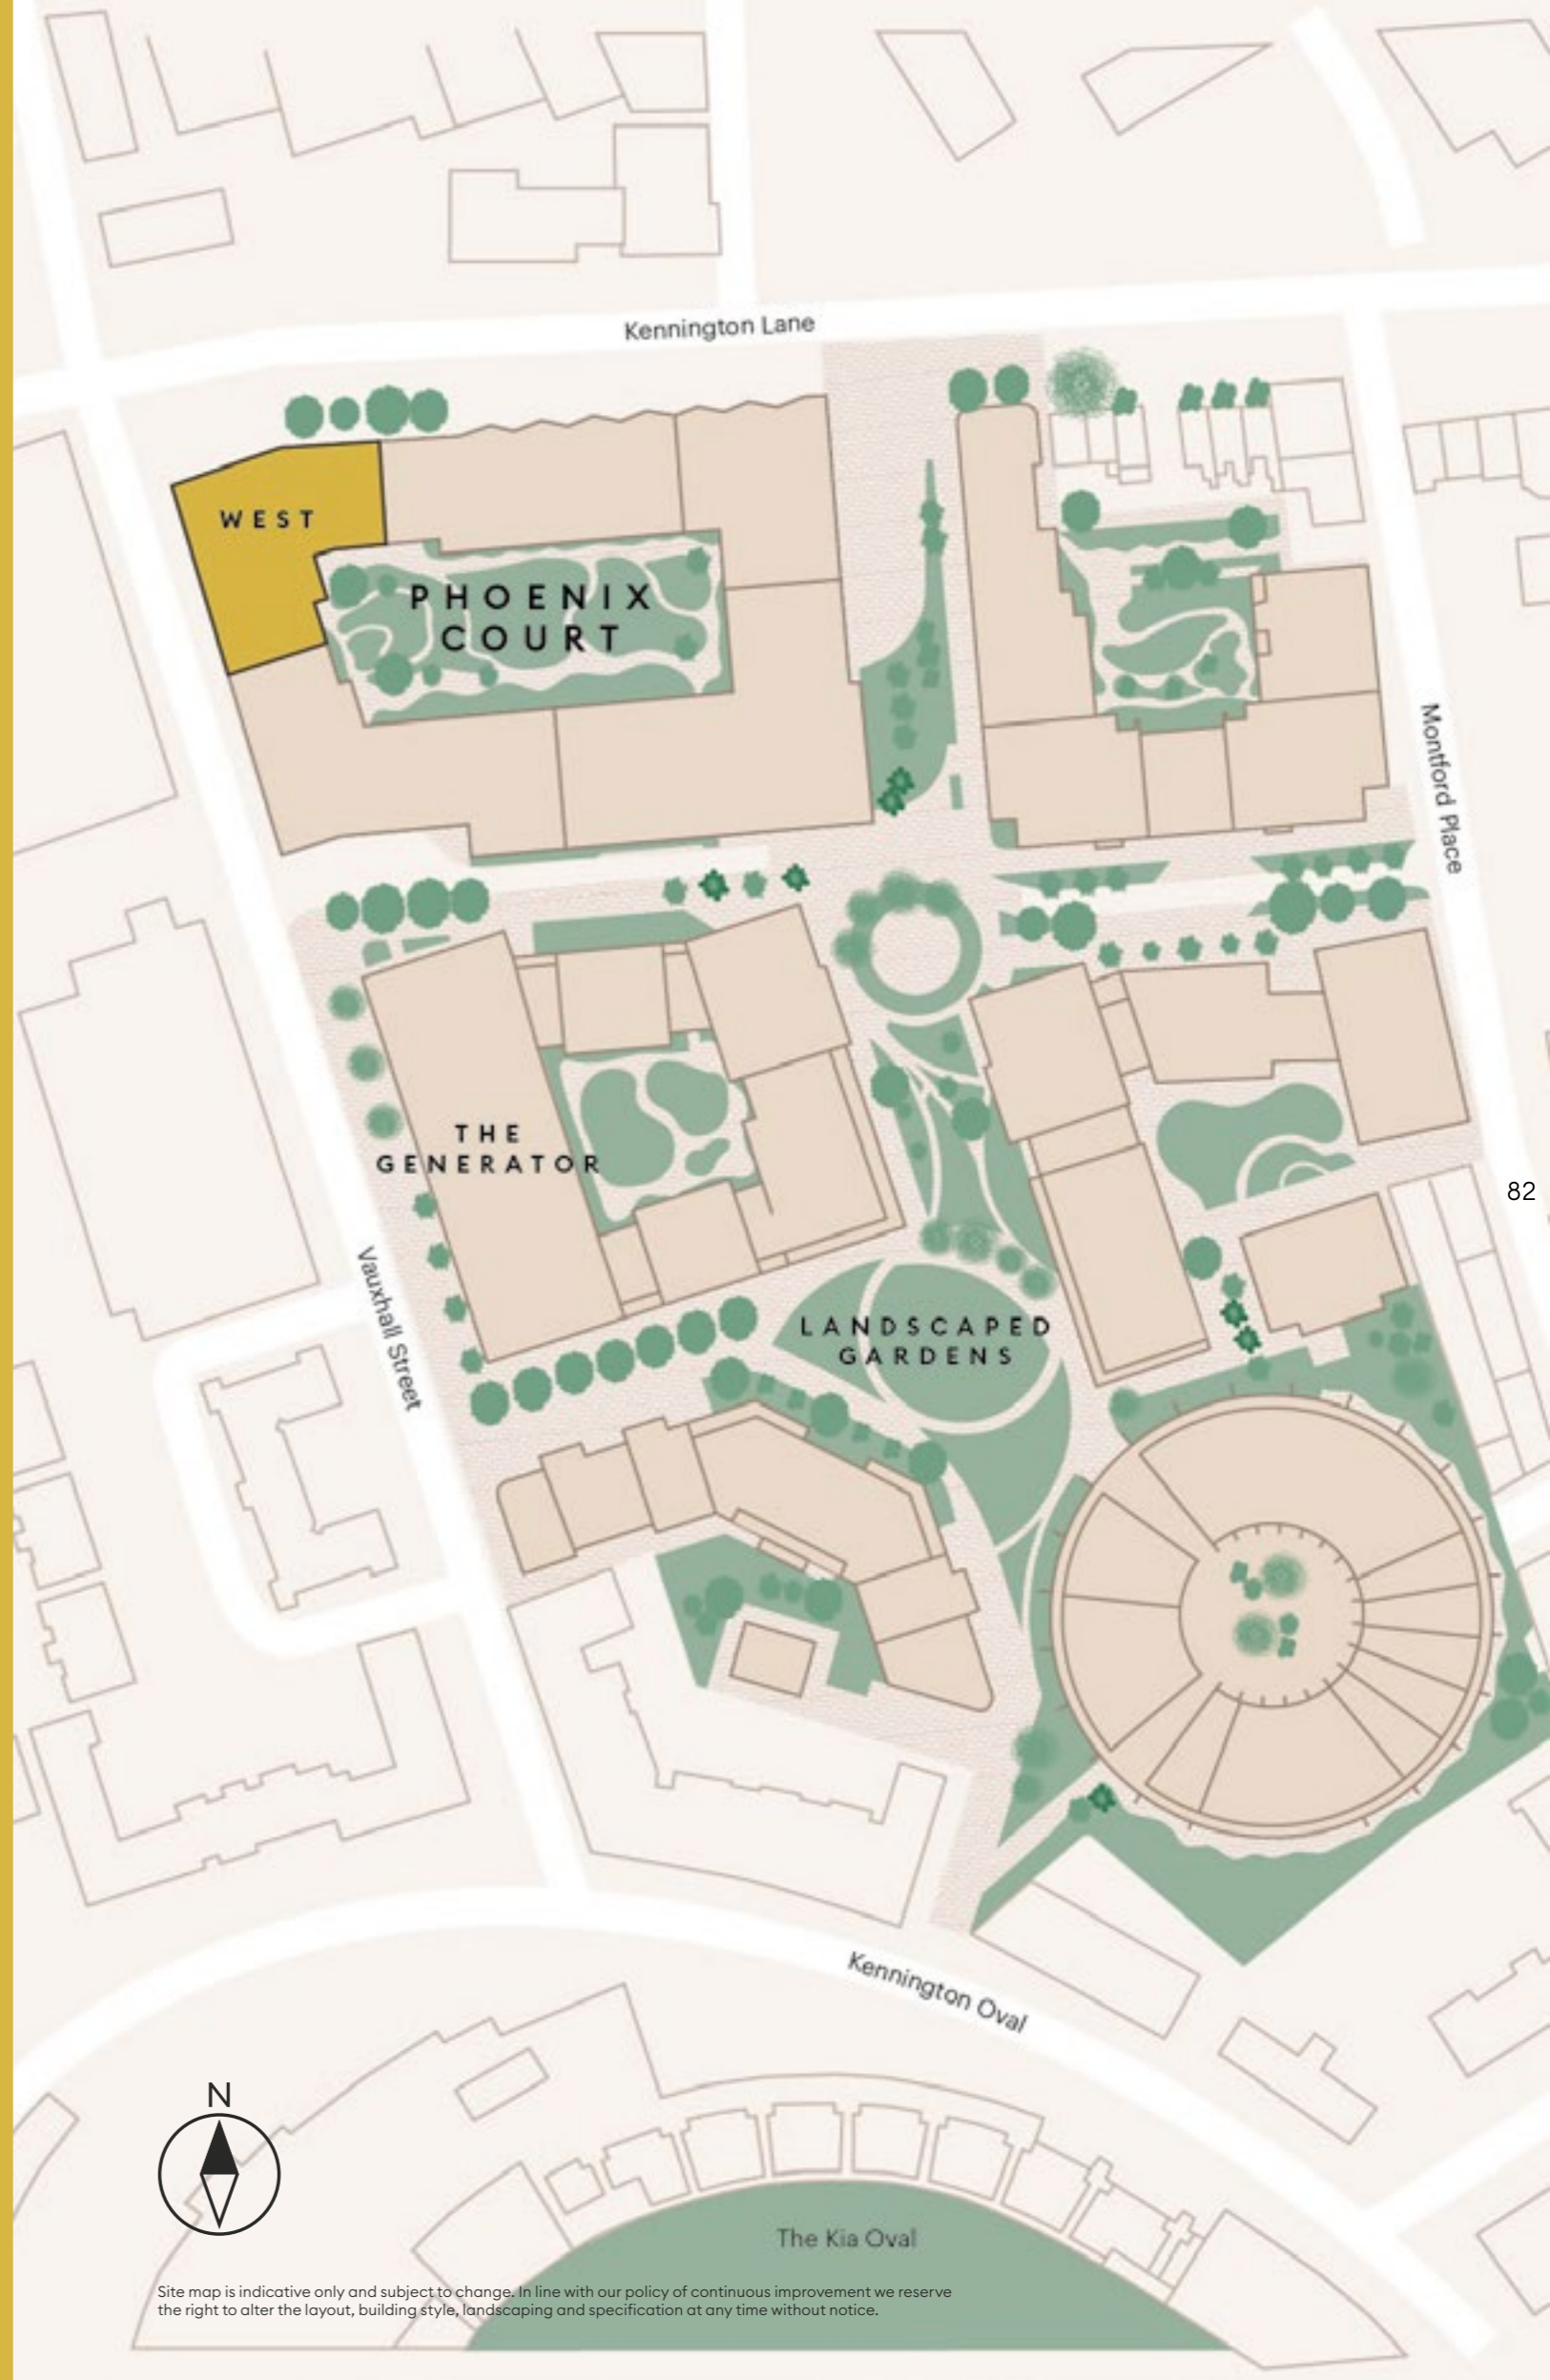 Kennington Lane
WEST
PHOENIX
COURT
Montford Place
THE
GENERATOR
82
Vauxhall Street
LANDSCAPED
GARDENS
Kennington Oval
N
The Kia Oval
Site map is indicative only and subject to change. In line with our policy of continuous improvement we reserve
the right to alter the layout, building style, landscaping and specification at any time without notice.